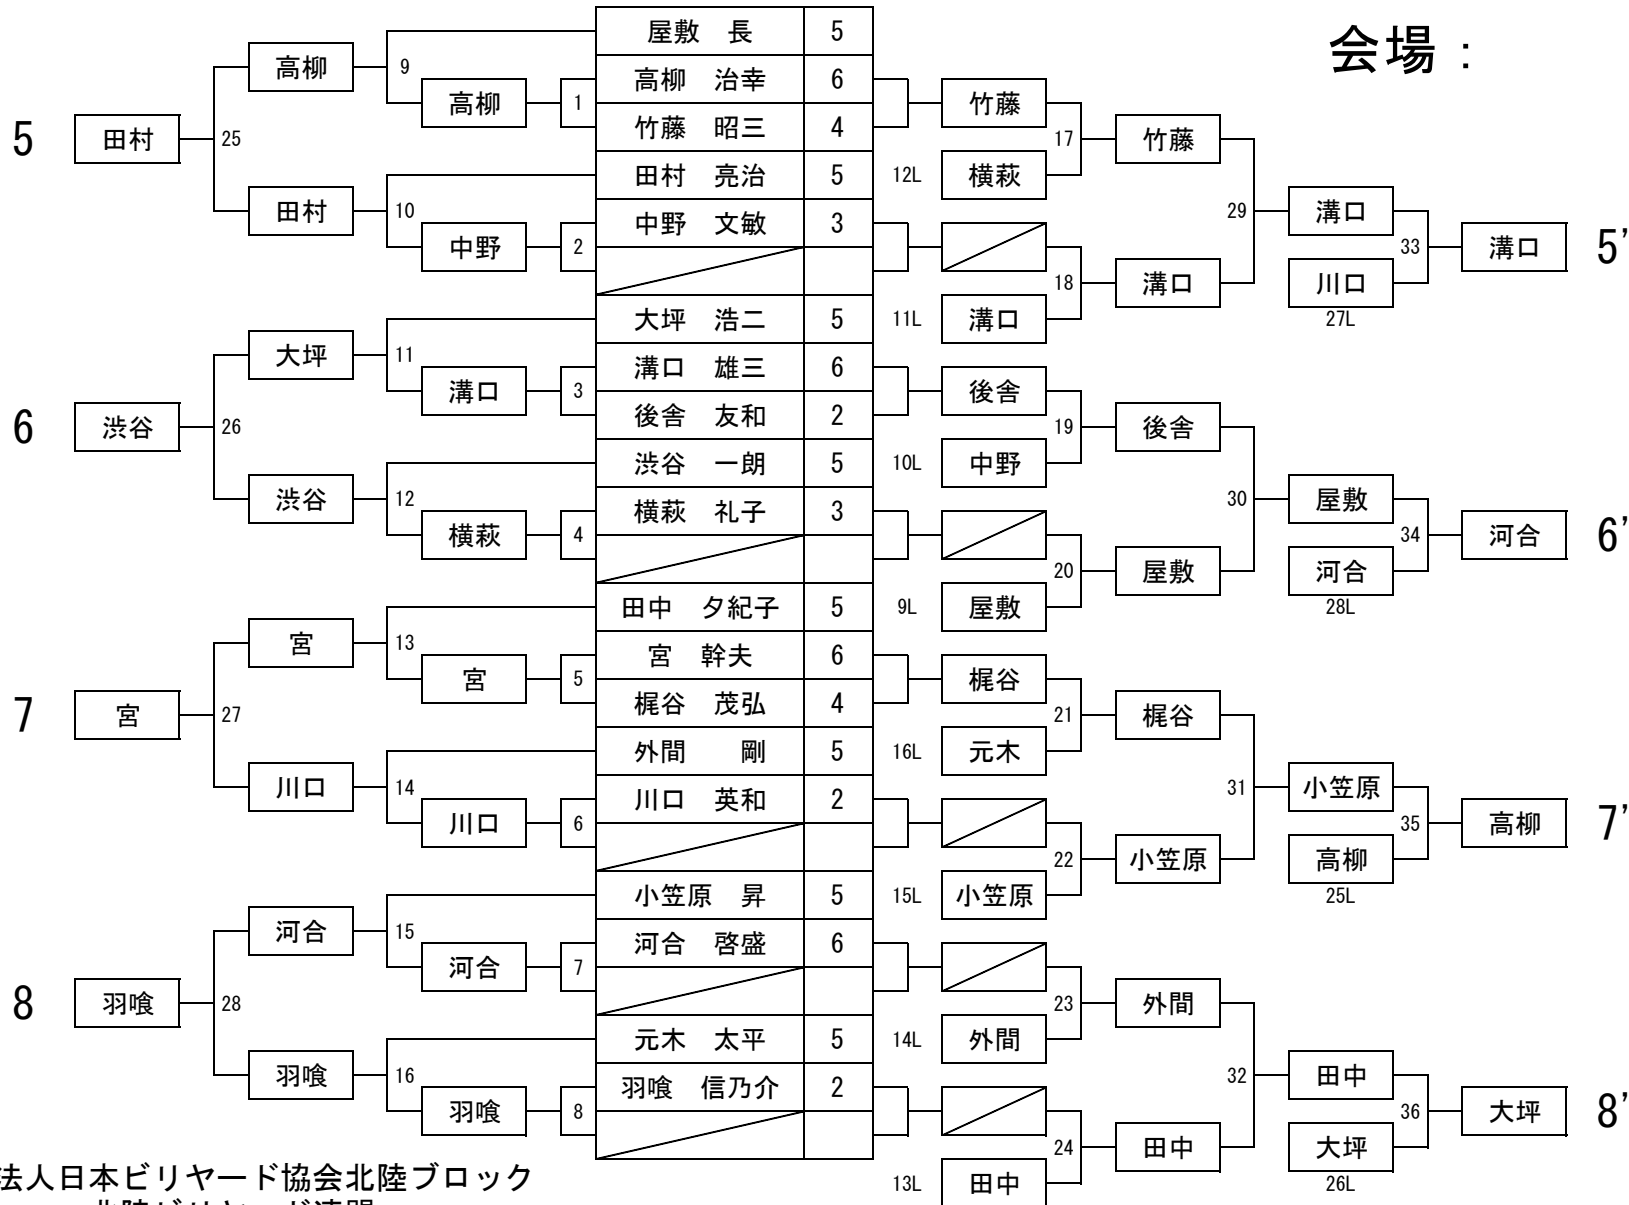 屋敷 長 5
会場：
高柳 9 高柳 治幸 6
高柳 1 竹藤
5 田村 25 竹藤 昭三 4 17 竹藤
田村 亮治 5 12L 横萩
田村 10 中野 文敏 3 29 溝口
中野 2 33 溝口 5'
18 溝口 川口
大坪 浩二 5 11L 溝口 27L
大坪 11 溝口 雄三 6
溝口 3 後舎
6 渋谷 26 後舎 友和 2 19 後舎
渋谷 一朗 5 10L 中野
渋谷 12 横萩 礼子 3 30 屋敷
横萩 4 34 河合 6'
20 屋敷 河合
田中 夕紀子 5 9L 屋敷 28L
宮 13 宮 幹夫 6
宮 5 梶谷
7 宮 27 梶谷 茂弘 4 21 梶谷
外間 剛 5 16L 元木
川口 14 川口 英和 2 31 小笠原
川口 6 35 高柳 7'
22 小笠原 高柳
小笠原 昇 5 15L 小笠原 25L
河合 15 河合 啓盛 6
河合 7
8 羽喰 28 23 外間
元木 太平 5 14L 外間
羽喰 16 羽喰 信乃介 2 32 田中
羽喰 8 36 大坪 8'
24 田中 大坪
法人日本ビリヤード協会北陸ブロック 13L 田中 26L